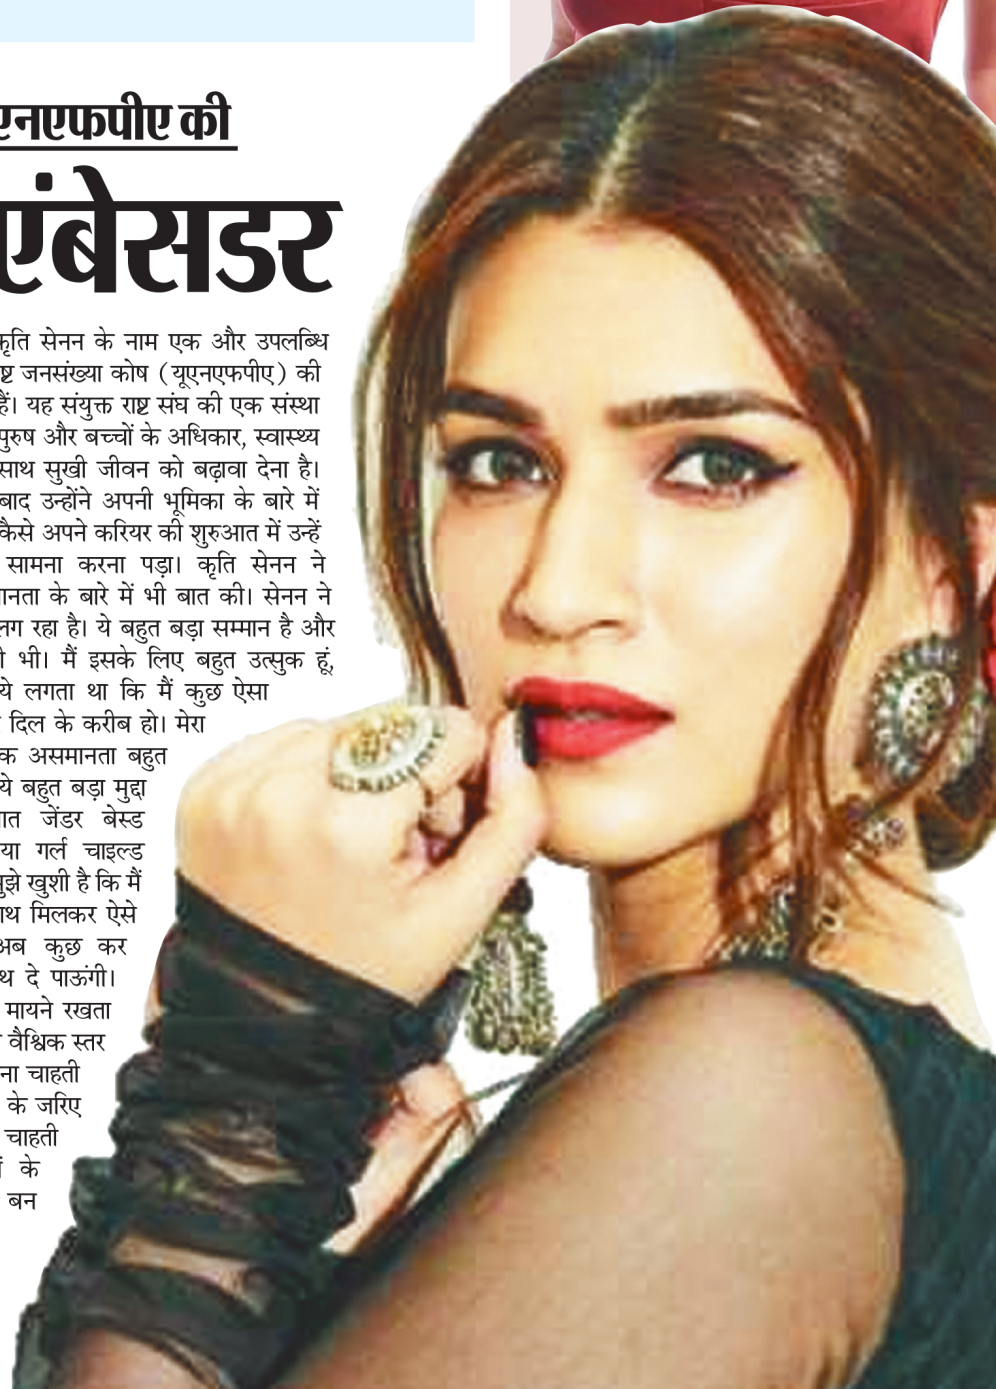 एनएफपीए की
एंबेसडर
कृति सेनन के नाम एक और उपलब्धि
जनसंख्या कोष (यूएनएफपीए) की
हैं। यह संयुक्त राष्ट्र संघ की एक संस्था
पुरुष और बच्चों के अधिकार, स्वास्थ्य
साथ सुखी जीवन को बढ़ावा देना है।
बाद उन्होंने अपनी भूमिका के बारे में
कैसे अपने करियर की शुरुआत में उन्हें
सामना करना पड़ा। कृति सेनन ने
के बारे में भी बात की। सेनन ने
लग रहा है। ये बहुत बड़ा सम्मान है और
भी। मैं इसके लिए बहुत उत्सुक हूं,
ये लगता था कि मैं कुछ ऐसा
दिल के करीब हो। मेरा
असमानता बहुत
ये बहुत बड़ा मुद्दा
जेंडर बेस्ड
या गर्ल चाइल्ड
मुझे खुशी है कि मैं
मिलकर ऐसे
अब कुछ कर
दे पाऊंगी।
मायने रखता
वैश्विक स्तर
चाहती
के जरिए
चाहती
के
बन